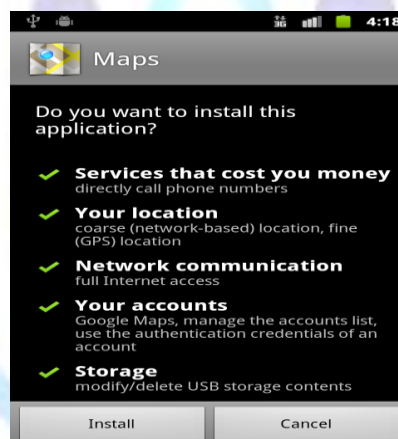 3G 4:18
Maps
Do you want to install this
application?
Services that cost you money
directly call phone numbers
Your location
coarse (network-based) location, fine
(GPS) location
Network communication
full Internet access
Your accounts
Google Maps, manage the accounts list,
use the authentication credentials of an
account
Storage
modify/delete USB storage contents
Install Cancel